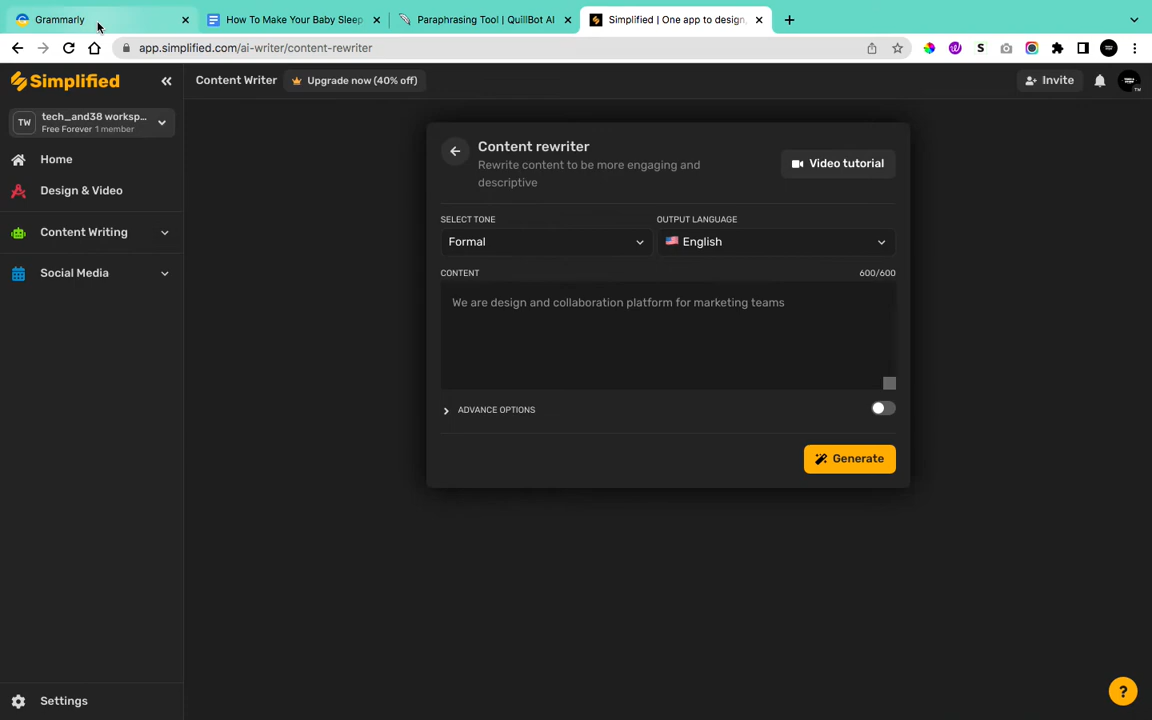 Grammarly
How To Make Your Baby Sleep
Paraphrasing Tool | QuillBot AI
Simplified | One app to design,
app.simplified.com/ai-writer/content-rewriter
Simplified
Content Writer
Upgrade now (40% off)
Invite
TW
tech_and38 worksp...
Free Forever 1 member
Home
Design & Video
Content Writing
Social Media
Settings
Content rewriter
Rewrite content to be more engaging and
descriptive
Video tutorial
SELECT TONE
OUTPUT LANGUAGE
Formal
English
CONTENT
600/600
We are design and collaboration platform for marketing teams
ADVANCE OPTIONS
Generate
?